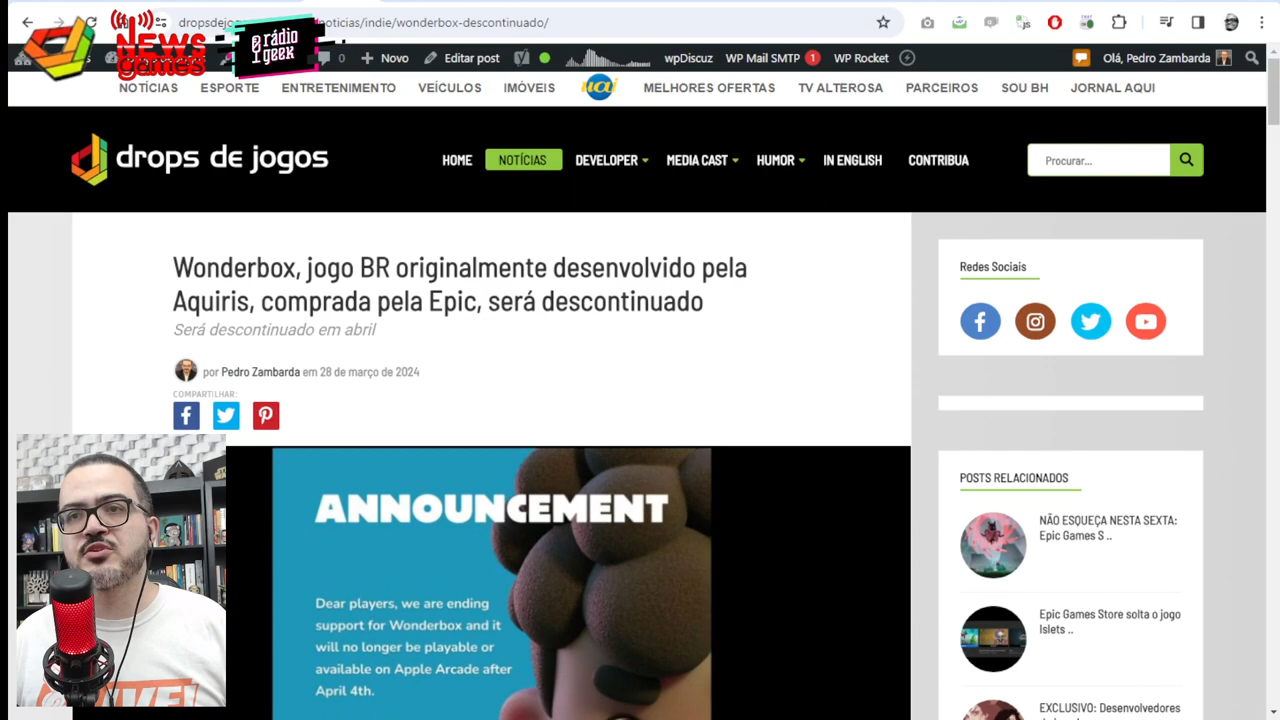 dropsdejo
noticias/indie/wonderbox-descontinuado/
NEWS
games
rádio
geek
0
Novo
Editar post
wpDiscuz
WP Mail SMTP 1
WP Rocket
Olá, Pedro Zambarda
NOTÍCIAS
ESPORTE
ENTRETENIMENTO
VEÍCULOS
IMÓVEIS
uai
MELHORES OFERTAS
TV ALTEROSA
PARCEIROS
SOU BH
JORNAL AQUI
drops de jogos
HOME
NOTÍCIAS
DEVELOPER
MEDIA CAST
HUMOR
IN ENGLISH
CONTRIBUA
Procurar...
Wonderbox, jogo BR originalmente desenvolvido pela
Aquiris, comprada pela Epic, será descontinuado
Será descontinuado em abril
por Pedro Zambarda em 28 de março de 2024
COMPARTILHAR:
ANNOUNCEMENT
Dear players, we are ending
support for Wonderbox and it
will no longer be playable or
available on Apple Arcade after
April 4th.
Redes Sociais
POSTS RELACIONADOS
NÃO ESQUEÇA NESTA SEXTA:
Epic Games S ..
Epic Games Store solta o jogo
Islets ..
EXCLUSIVO: Desenvolvedores